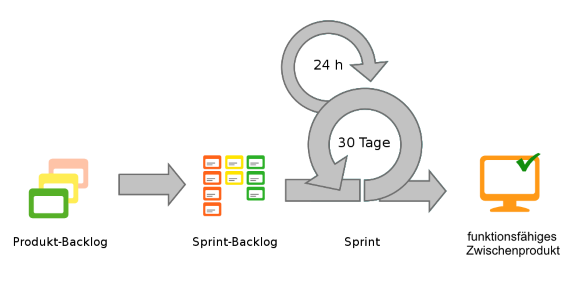 24 h
30 Tage
Produkt-Backlog
Sprint-Backlog
Sprint
funktionsfähiges
Zwischenprodukt